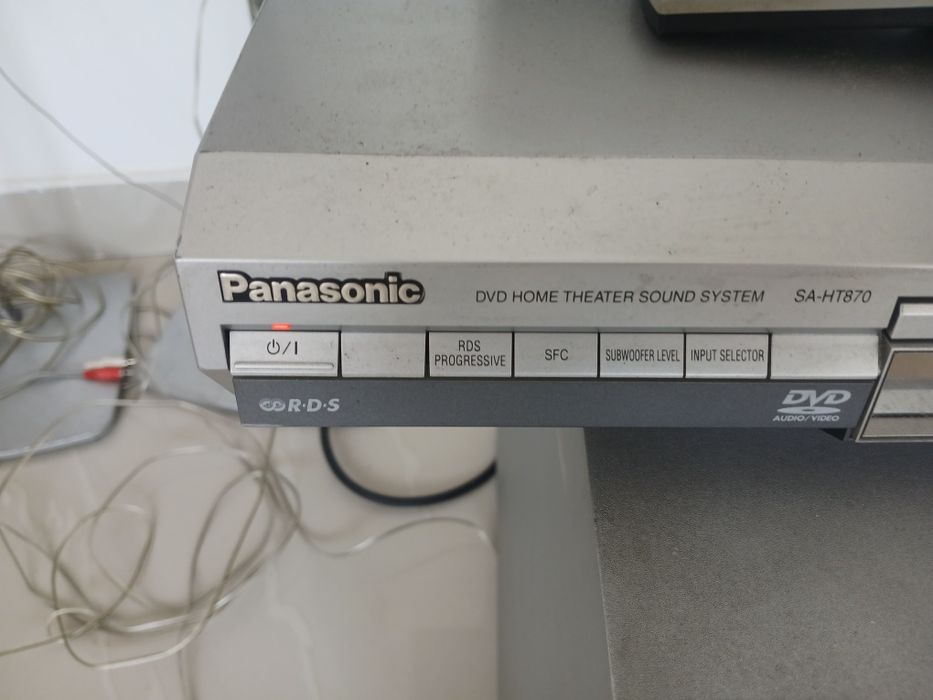 Panasonic
DVD HOME THEATER SOUND SYSTEM SA-HT870
⏻/I
RDS
PROGRESSIVE
SFC
SUBWOOFER LEVEL
INPUT SELECTOR
R·D·S
DVD
AUDIO/VIDEO